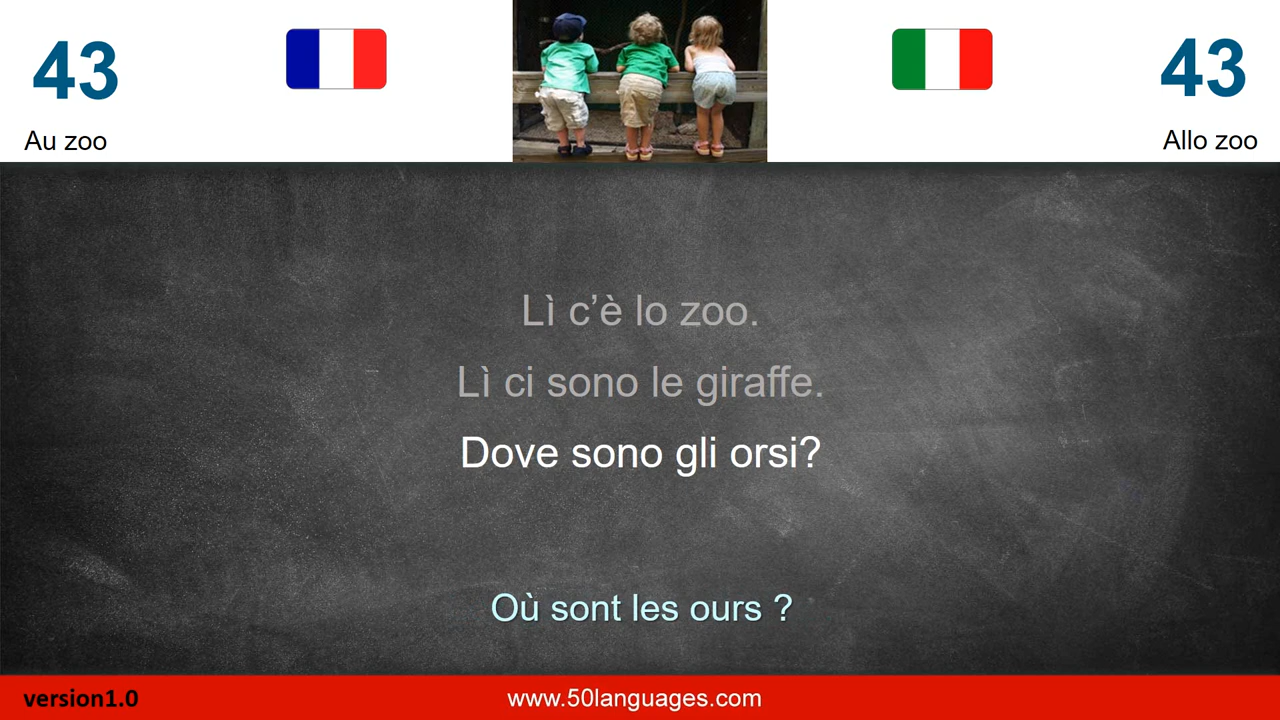 43
43
Au zoo
Allo zoo
Lì c’è lo zoo.
Lì ci sono le giraffe.
Dove sono gli orsi?
Où sont les ours ?
version1.0
www.50languages.com